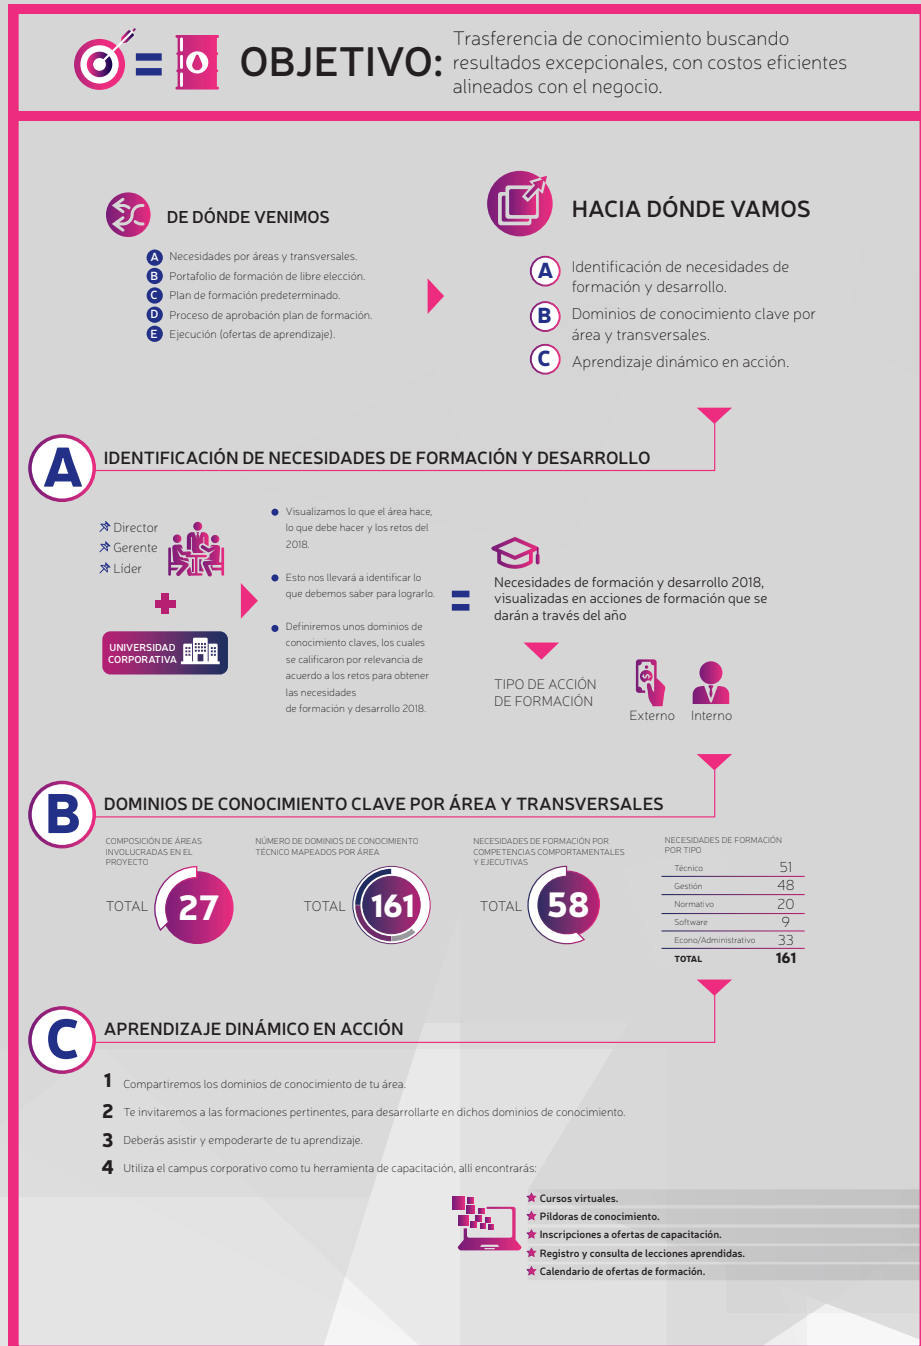 OBJETIVO:
Trasferencia de conocimiento buscando
resultados excepcionales, con costos eficientes
alineados con el negocio.
DE DÓNDE VENIMOS
A Necesidades por áreas y transversales.
B Portafolio de formación de libre elección.
C Plan de formación predeterminado.
D Proceso de aprobación plan de formación.
E Ejecución (ofertas de aprendizaje).
HACIA DÓNDE VAMOS
A Identificación de necesidades de
formación y desarrollo.
B Dominios de conocimiento clave por
área y transversales.
C Aprendizaje dinámico en acción.
A IDENTIFICACIÓN DE NECESIDADES DE FORMACIÓN Y DESARROLLO
Director
Gerente
Líder
UNIVERSIDAD
CORPORATIVA
Visualizamos lo que el área hace,
lo que debe hacer y los retos del
2018.
Esto nos llevará a identificar lo
que debemos saber para lograrlo.
Definiremos unos dominios de
conocimiento claves, los cuales
se calificaron por relevancia de
acuerdo a los retos para obtener
las necesidades
de formación y desarrollo 2018.
Necesidades de formación y desarrollo 2018,
visualizadas en acciones de formación que se
darán a través del año
TIPO DE ACCIÓN
DE FORMACIÓN
Externo Interno
B DOMINIOS DE CONOCIMIENTO CLAVE POR ÁREA Y TRANSVERSALES
COMPOSICIÓN DE ÁREAS
INVOLUCRADAS EN EL
PROYECTO
TOTAL 27
NÚMERO DE DOMINIOS DE CONOCIMIENTO
TÉCNICO MAPEADOS POR ÁREA
TOTAL 161
NECESIDADES DE FORMACIÓN POR
COMPETENCIAS COMPORTAMENTALES
Y EJECUTIVAS
TOTAL 58
NECESIDADES DE FORMACIÓN
POR TIPO
Técnico 51
Gestión 48
Normativo 20
Software 9
Econo/Administrativo 33
TOTAL 161
C APRENDIZAJE DINÁMICO EN ACCIÓN
1 Compartiremos los dominios de conocimiento de tu área.
2 Te invitaremos a las formaciones pertinentes, para desarrollarte en dichos dominios de conocimiento.
3 Deberás asistir y empoderarte de tu aprendizaje.
4 Utiliza el campus corporativo como tu herramienta de capacitación, allí encontrarás:
Cursos virtuales.
Píldoras de conocimiento.
Inscripciones a ofertas de capacitación.
Registro y consulta de lecciones aprendidas.
Calendario de ofertas de formación.